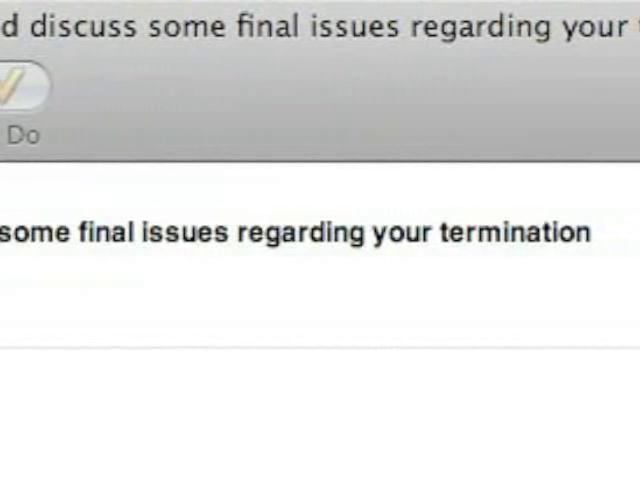 d discuss some final issues regarding your
Do
some final issues regarding your termination